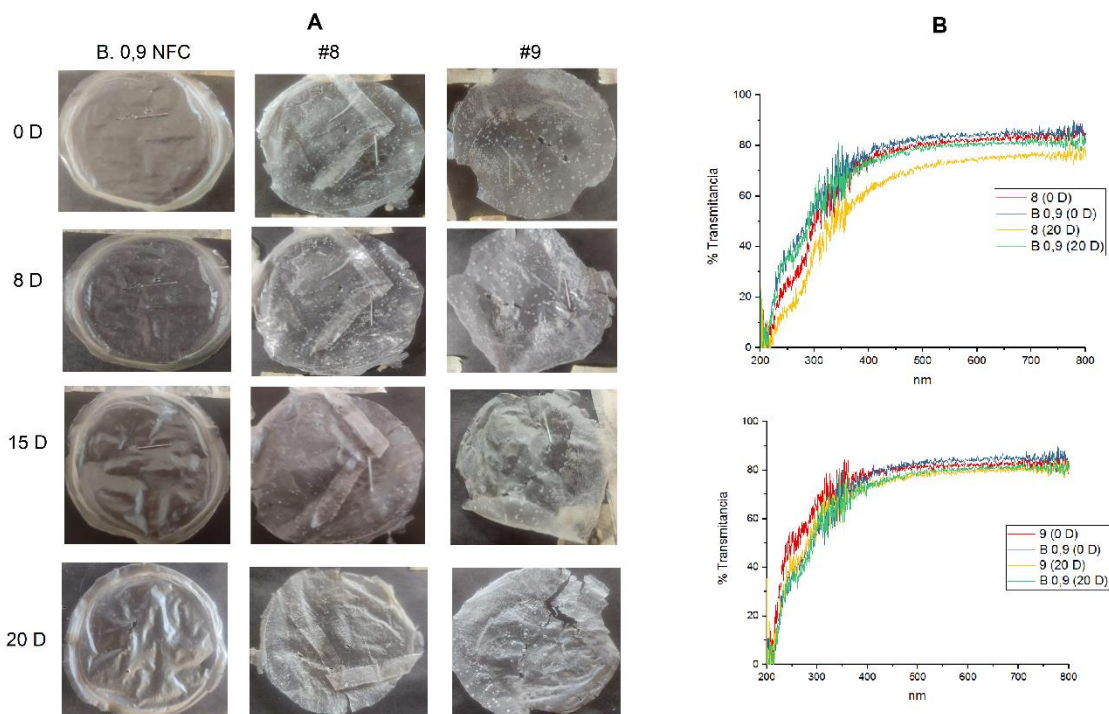 A
B. 0,9 NFC #8 #9
0 D
8 D
15 D
20 D
B
100
80
60
40
20
0
% Transmitancia
200 300 400 500 600 700 800
nm
8 (0 D)
B 0,9 (0 D)
8 (20 D)
B 0,9 (20 D)
100
80
60
40
20
0
% Transmitancia
200 300 400 500 600 700 800
nm
9 (0 D)
B 0,9 (0 D)
9 (20 D)
B 0,9 (20 D)